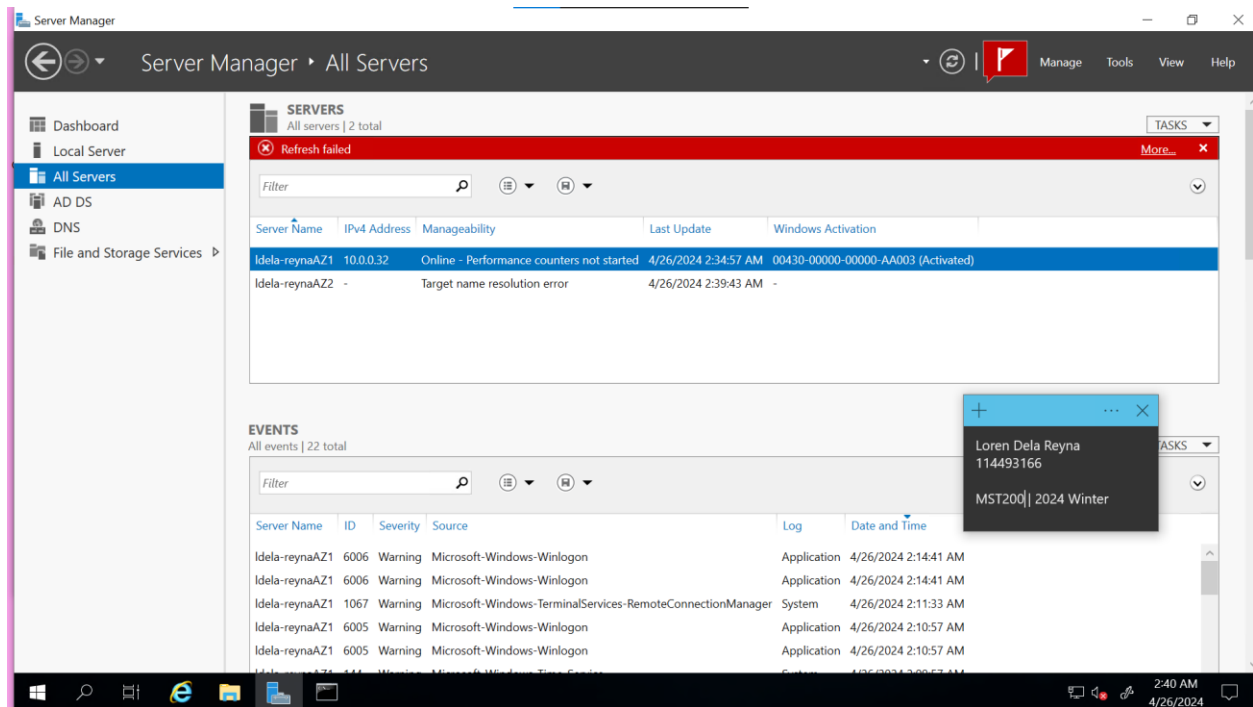 Server Manager
Server Manager ‣ All Servers
Manage Tools View Help
Dashboard
Local Server
All Servers
AD DS
DNS
File and Storage Services
SERVERS
All servers | 2 total
TASKS
Refresh failed More...
Filter
Server Name IPv4 Address Manageability Last Update Windows Activation
ldela-reynaAZ1 10.0.0.32 Online - Performance counters not started 4/26/2024 2:34:57 AM 00430-00000-00000-AA003 (Activated)
ldela-reynaAZ2 - Target name resolution error 4/26/2024 2:39:43 AM -
EVENTS
All events | 22 total
TASKS
Filter
Server Name ID Severity Source Log Date and Time
ldela-reynaAZ1 6006 Warning Microsoft-Windows-Winlogon Application 4/26/2024 2:14:41 AM
ldela-reynaAZ1 6006 Warning Microsoft-Windows-Winlogon Application 4/26/2024 2:14:41 AM
ldela-reynaAZ1 1067 Warning Microsoft-Windows-TerminalServices-RemoteConnectionManager System 4/26/2024 2:11:33 AM
ldela-reynaAZ1 6005 Warning Microsoft-Windows-Winlogon Application 4/26/2024 2:10:57 AM
ldela-reynaAZ1 6005 Warning Microsoft-Windows-Winlogon Application 4/26/2024 2:10:57 AM
Loren Dela Reyna
114493166
MST200| 2024 Winter
2:40 AM
4/26/2024